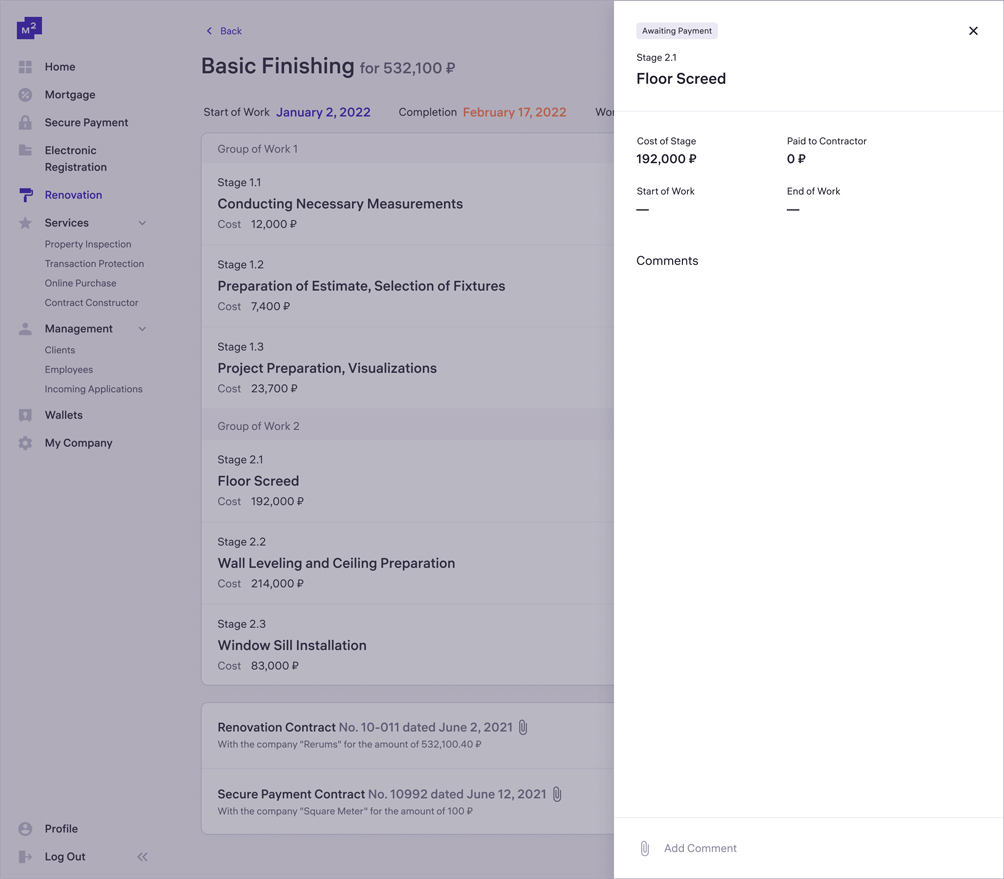 M²
Home
Mortgage
Secure Payment
Electronic
Registration
Renovation
Services
Property Inspection
Transaction Protection
Online Purchase
Contract Constructor
Management
Clients
Employees
Incoming Applications
Wallets
My Company
Profile
Log Out
Back
Basic Finishing for 532,100 ₽
Start of Work January 2, 2022 Completion February 17, 2022 Wor
Group of Work 1
Stage 1.1
Conducting Necessary Measurements
Cost 12,000 ₽
Stage 1.2
Preparation of Estimate, Selection of Fixtures
Cost 7,400 ₽
Stage 1.3
Project Preparation, Visualizations
Cost 23,700 ₽
Group of Work 2
Stage 2.1
Floor Screed
Cost 192,000 ₽
Stage 2.2
Wall Leveling and Ceiling Preparation
Cost 214,000 ₽
Stage 2.3
Window Sill Installation
Cost 83,000 ₽
Renovation Contract No. 10-011 dated June 2, 2021
With the company "Rerums" for the amount of 532,100.40 ₽
Secure Payment Contract No. 10992 dated June 12, 2021
With the company "Square Meter" for the amount of 100 ₽
Awaiting Payment
Stage 2.1
Floor Screed
Cost of Stage Paid to Contractor
192,000 ₽ 0 ₽
Start of Work End of Work
— —
Comments
Add Comment